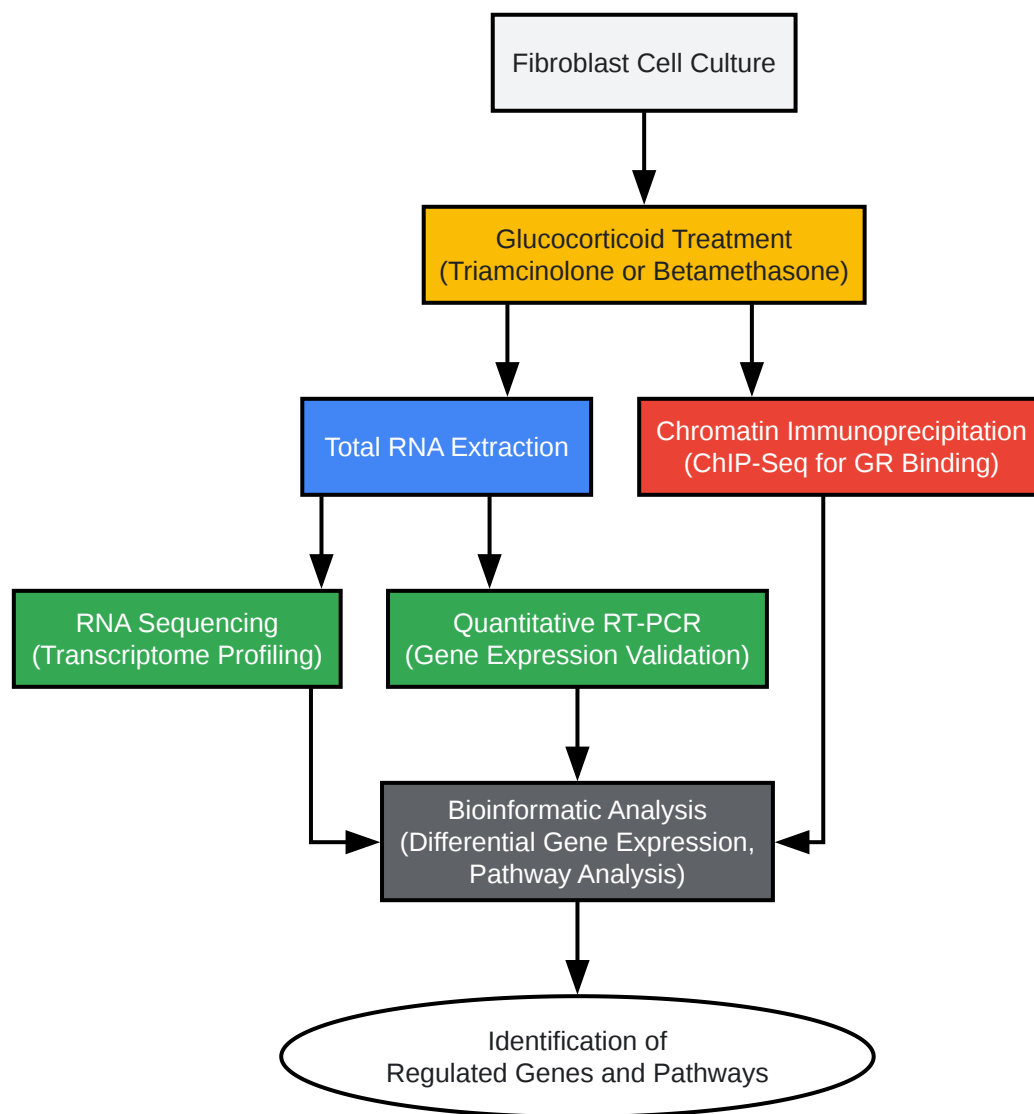 Fibroblast Cell Culture
Glucocorticoid Treatment
(Triamcinolone or Betamethasone)
Total RNA Extraction
Chromatin Immunoprecipitation
(ChIP-Seq for GR Binding)
RNA Sequencing
(Transcriptome Profiling)
Quantitative RT-PCR
(Gene Expression Validation)
Bioinformatic Analysis
(Differential Gene Expression,
Pathway Analysis)
Identification of
Regulated Genes and Pathways